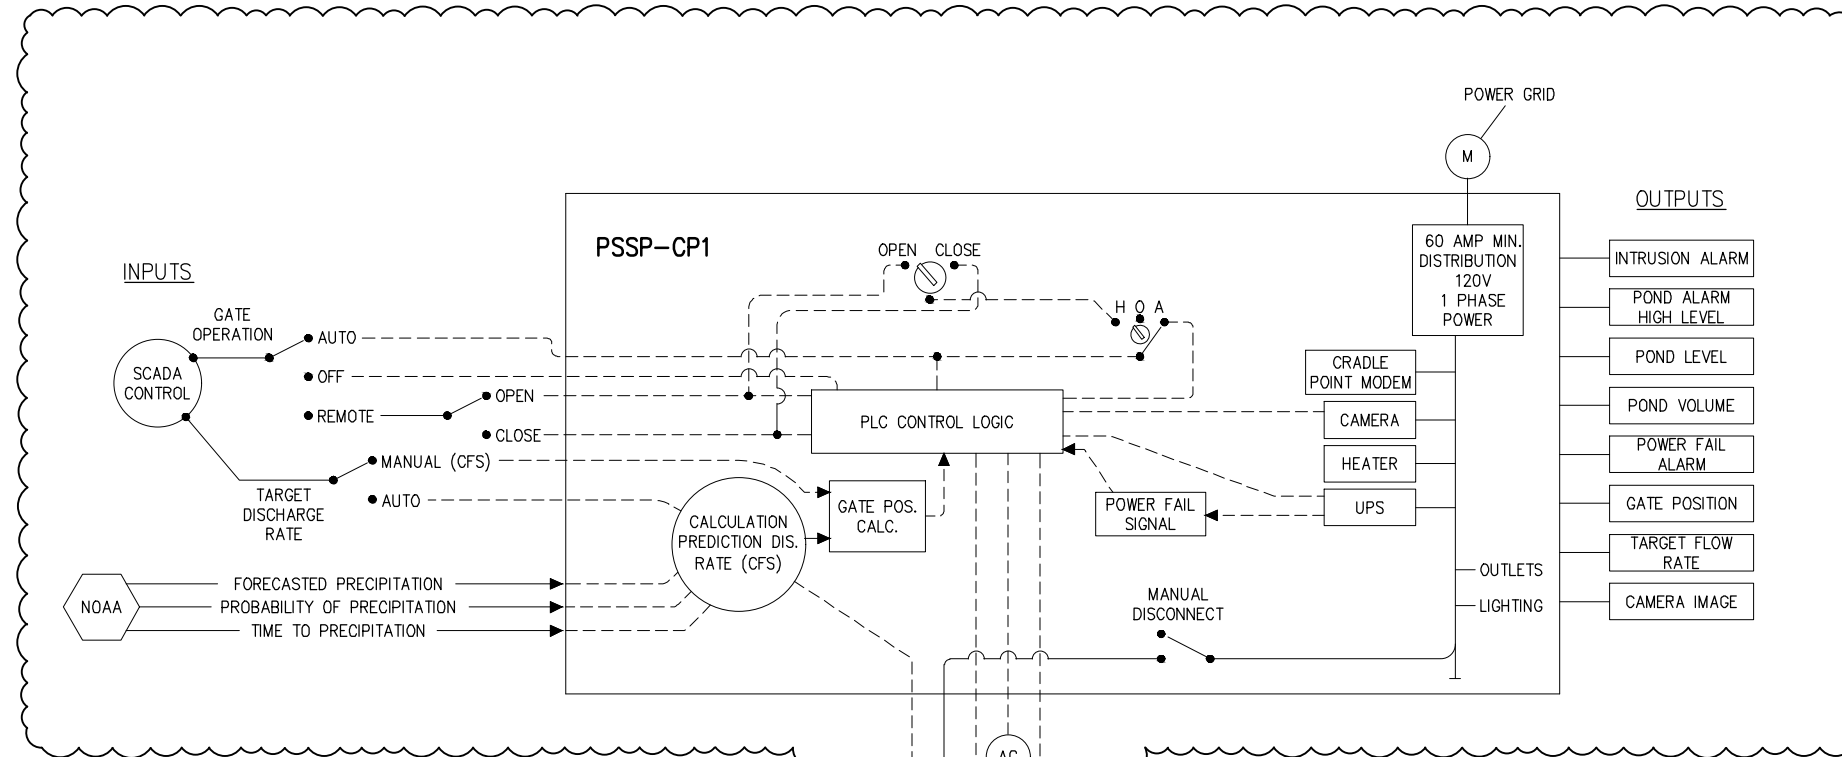 POWER GRID
M
OUTPUTS
PSSP-CP1
OPEN CLOSE
60 AMP MIN.
DISTRIBUTION
120V
1 PHASE
POWER
INTRUSION ALARM
INPUTS
POND ALARM
HIGH LEVEL
H O A
GATE
OPERATION
AUTO
SCADA
CONTROL
OFF
REMOTE
OPEN
CLOSE
CRADLE
POINT MODEM
POND LEVEL
PLC CONTROL LOGIC
CAMERA
POND VOLUME
HEATER
POWER FAIL
ALARM
MANUAL (CFS)
AUTO
TARGET
DISCHARGE
RATE
GATE POS.
CALC.
CALCULATION
PREDICTION DIS.
RATE (CFS)
POWER FAIL
SIGNAL
UPS
GATE POSITION
TARGET FLOW
RATE
OUTLETS
LIGHTING
CAMERA IMAGE
NOAA
FORECASTED PRECIPITATION
PROBABILITY OF PRECIPITATION
TIME TO PRECIPITATION
MANUAL
DISCONNECT